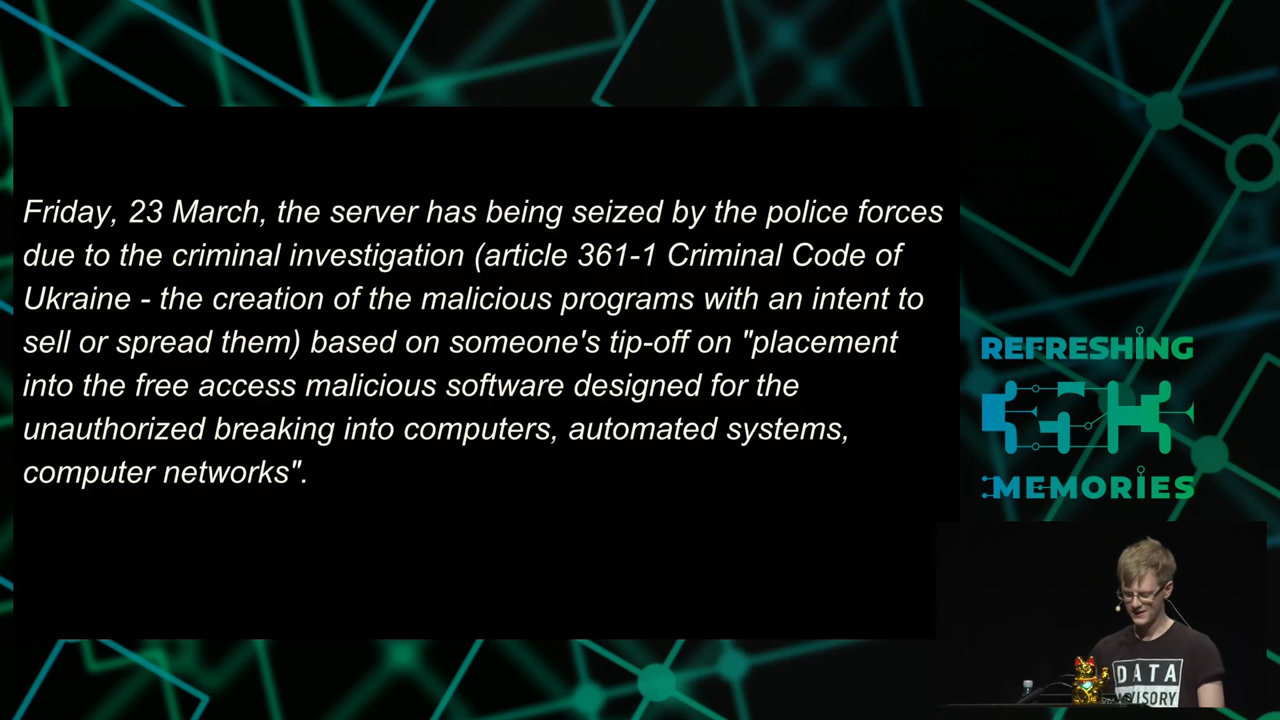 Friday, 23 March, the server has being seized by the police forces
due to the criminal investigation (article 361-1 Criminal Code of
Ukraine - the creation of the malicious programs with an intent to
sell or spread them) based on someone's tip-off on "placement
into the free access malicious software designed for the
unauthorized breaking into computers, automated systems,
computer networks".
REFRESHING
MEMORIES
DATA